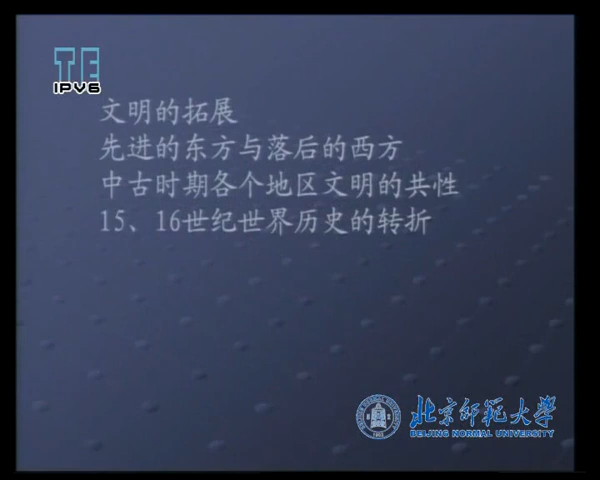 TE
IPV6
文明的拓展
先进的东方与落后的西方
中古时期各个地区文明的共性
15、16世纪世界历史的转折
北京师范大学
BEIJING NORMAL UNIVERSITY